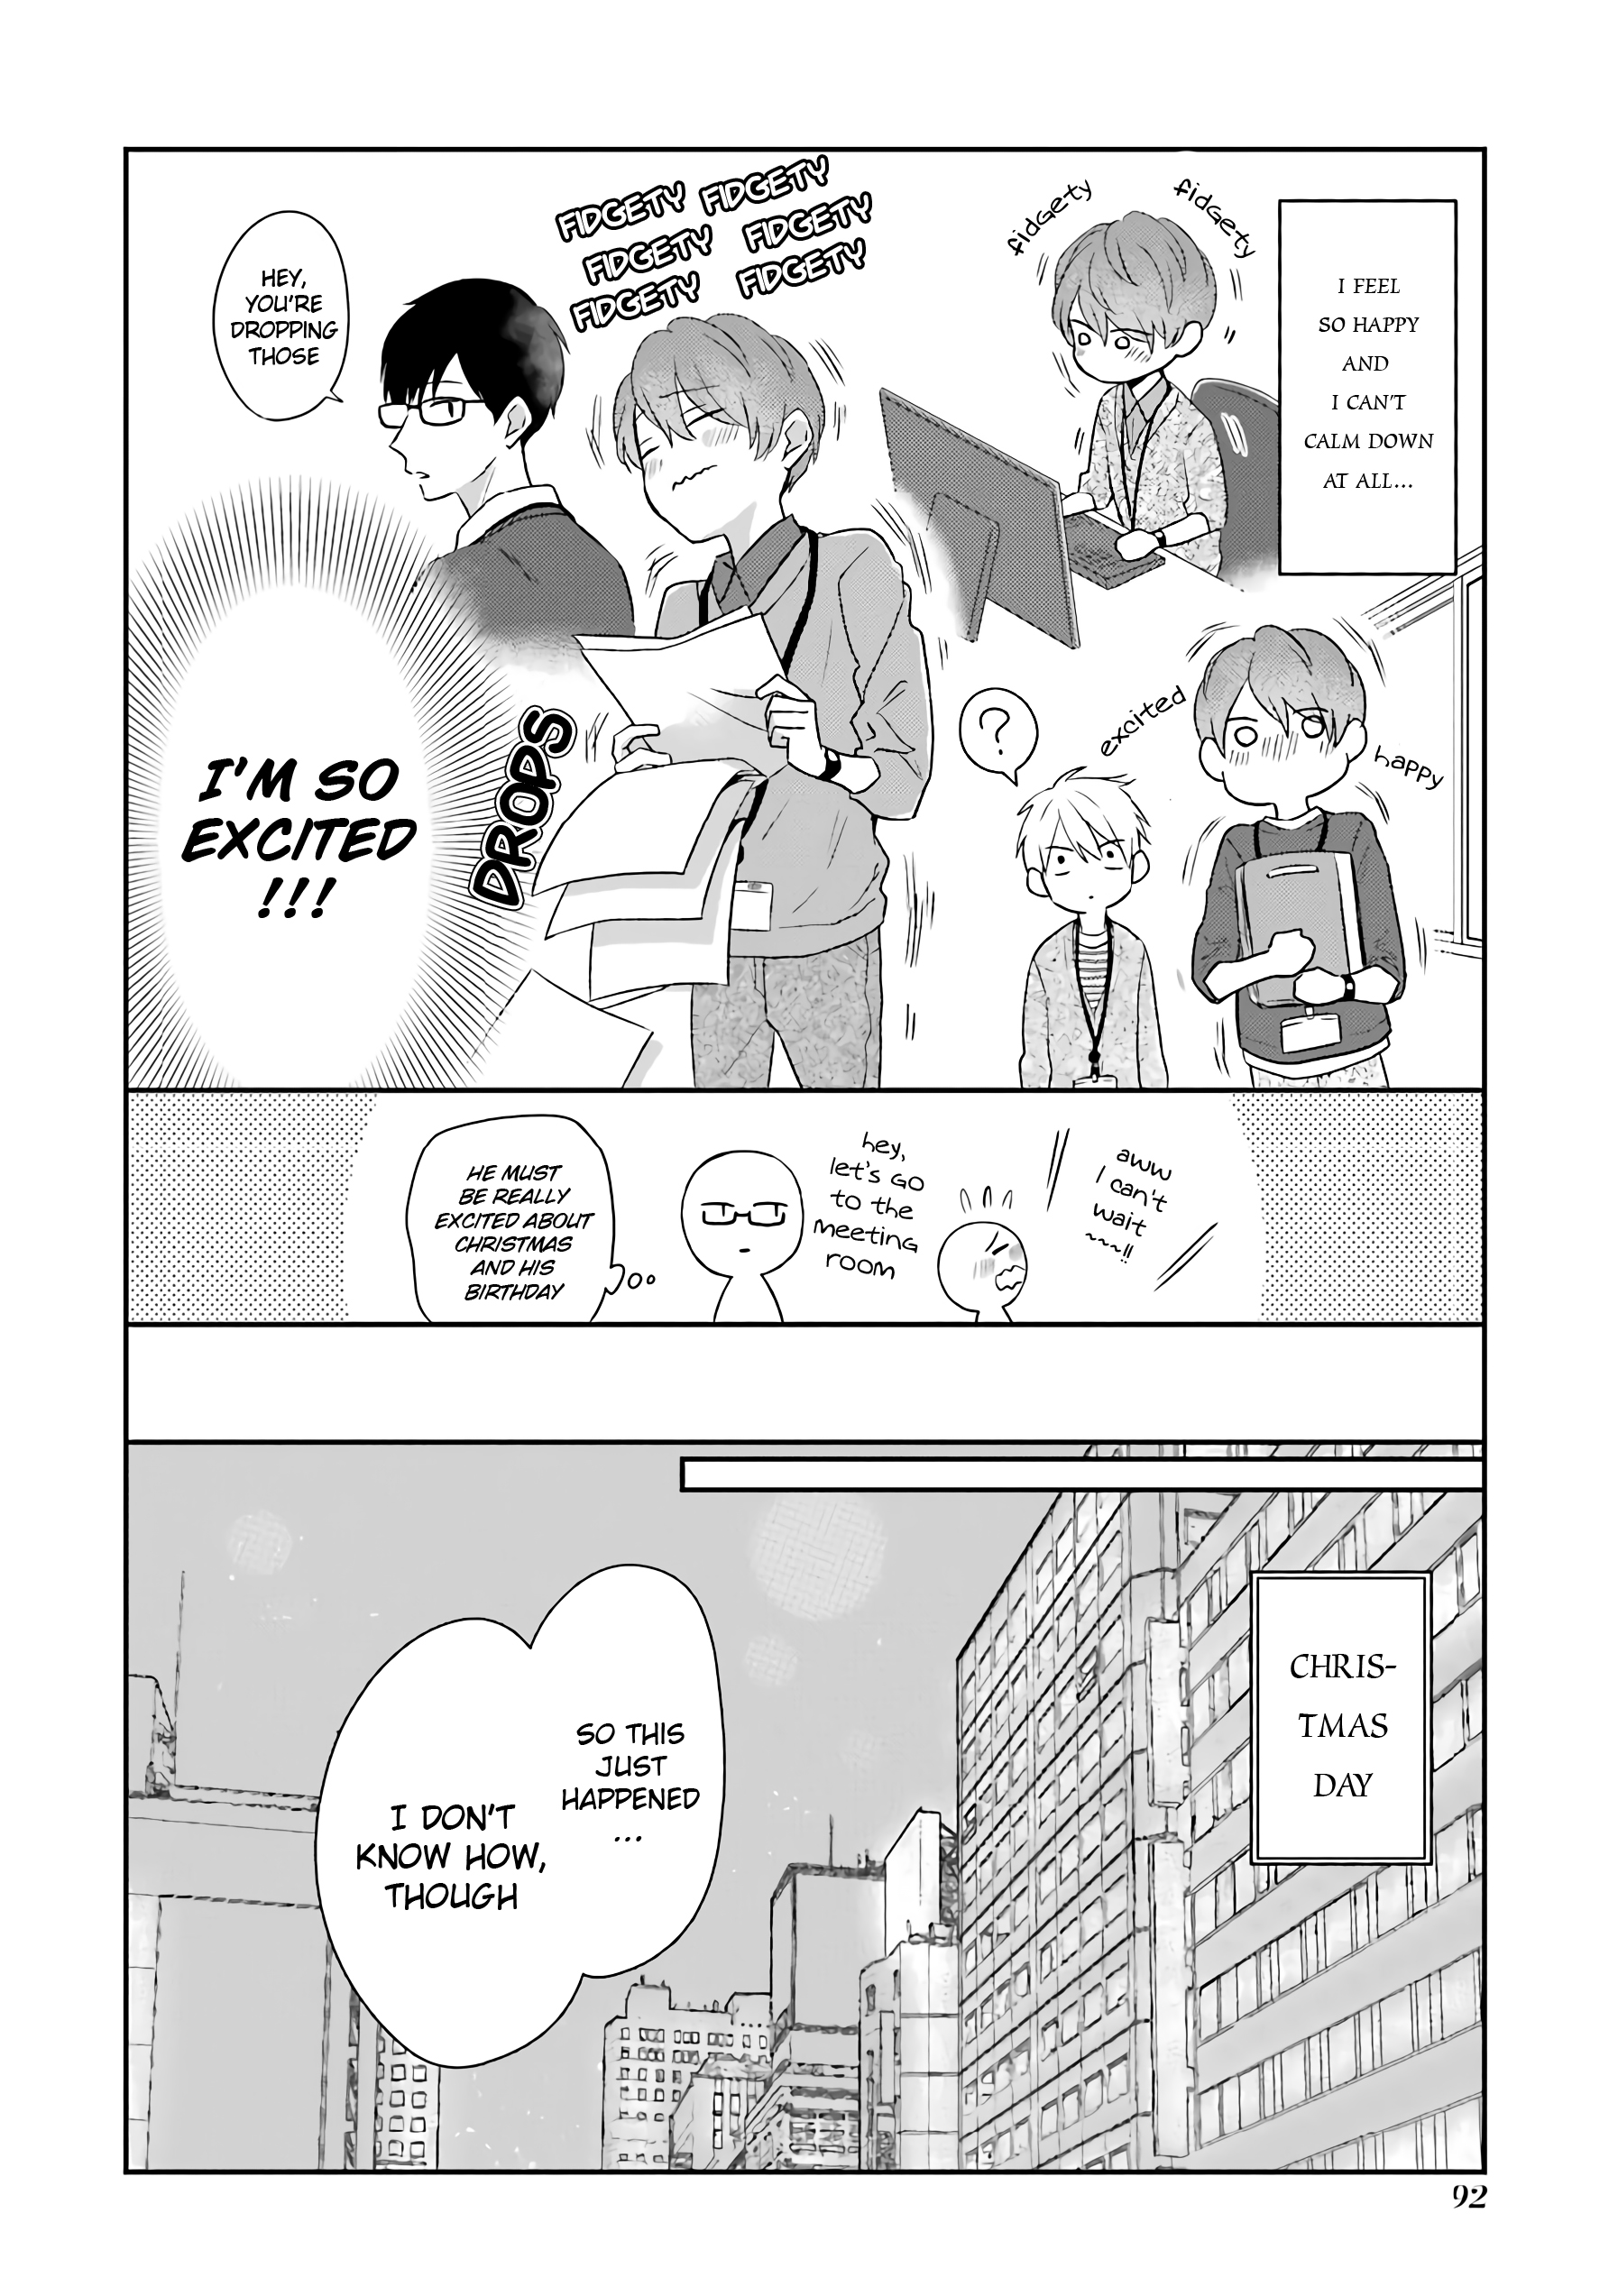 I FEEL
SO HAPPY
AND
I CAN'T
CALM DOWN
AT ALL...
fidgety
fidgety
excited
happy
?
FIDGETY FIDGETY
FIDGETY FIDGETY
FIDGETY FIDGETY
HEY,
YOU'RE
DROPPING
THOSE
DROPS
I'M SO
EXCITED
!!!
aww
I can't
wait
~~~!!
hey,
let's go
to the
meeting
room
HE MUST
BE REALLY
EXCITED ABOUT
CHRISTMAS
AND HIS
BIRTHDAY
CHRIS-
TMAS
DAY
SO THIS
JUST
HAPPENED
...
I DON'T
KNOW HOW,
THOUGH
92